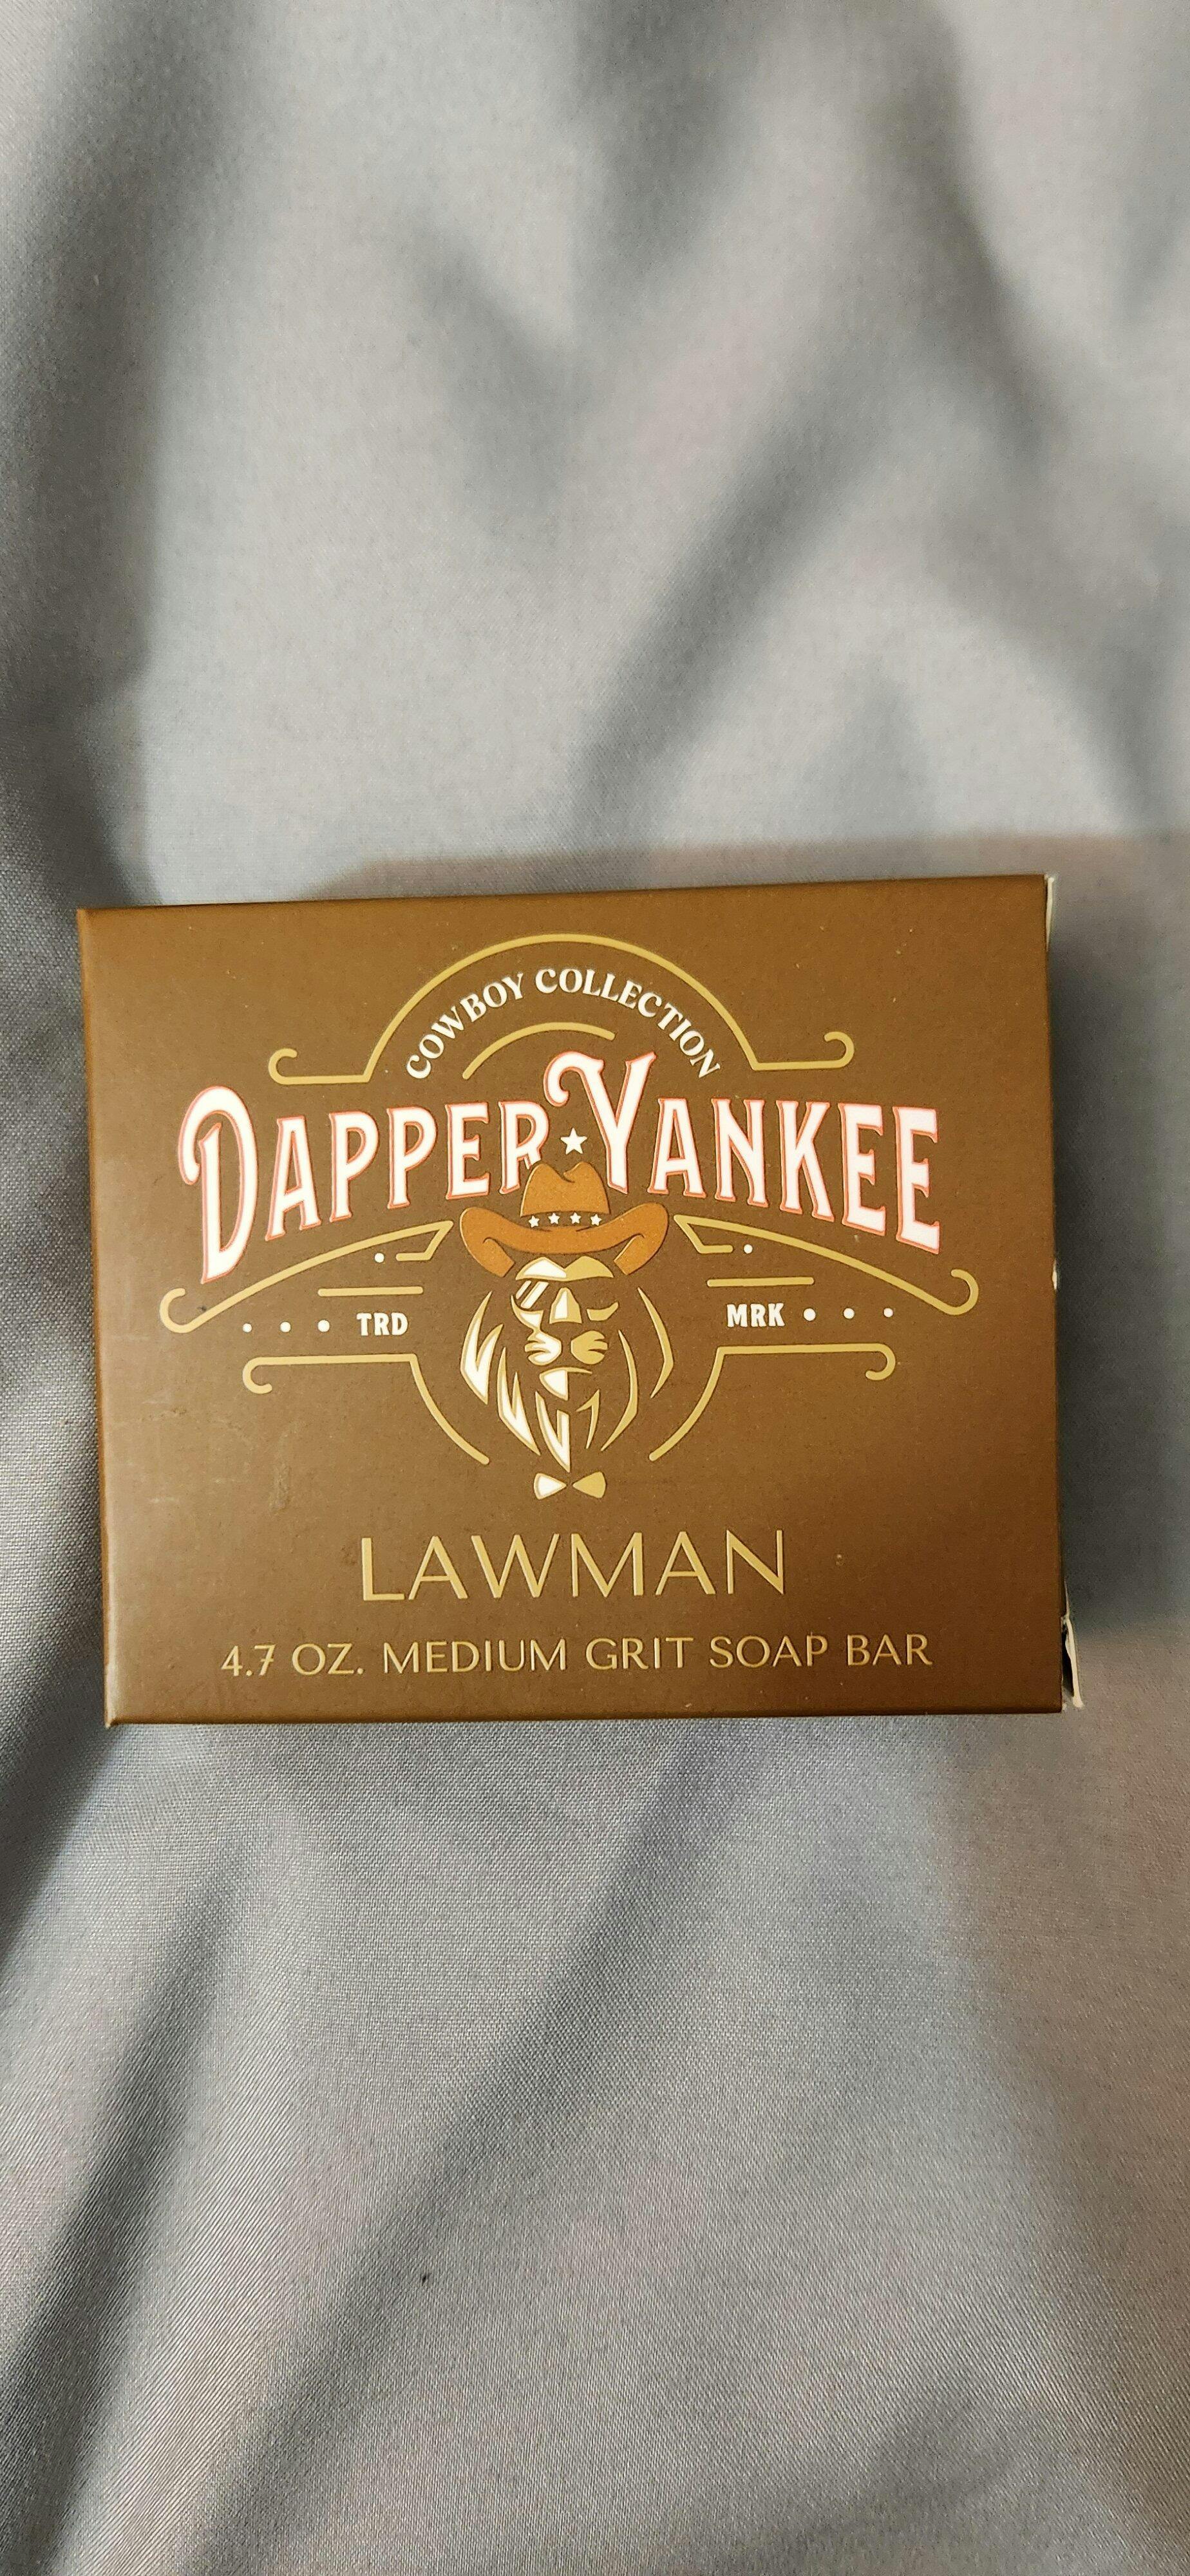 COWBOY COLLECTION
DAPPER YANKEE
TRD MRK
LAWMAN
4.7 OZ. MEDIUM GRIT SOAP BAR